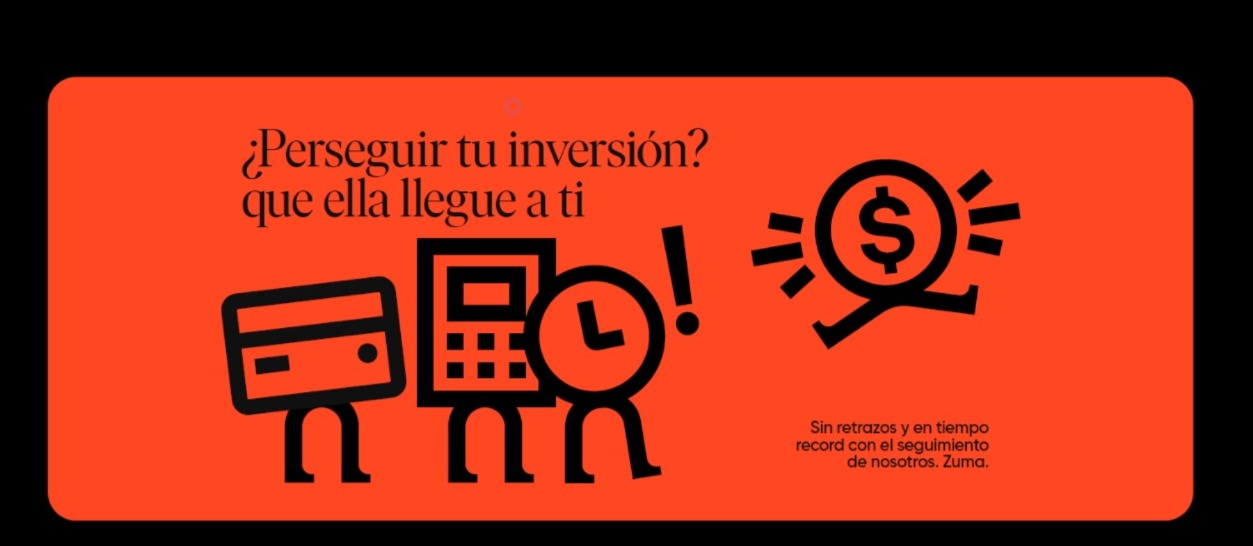 ¿Perseguir tu inversión?
que ella llegue a ti
$
!
Sin retrazos y en tiempo
record con el seguimiento
de nosotros. Zuma.